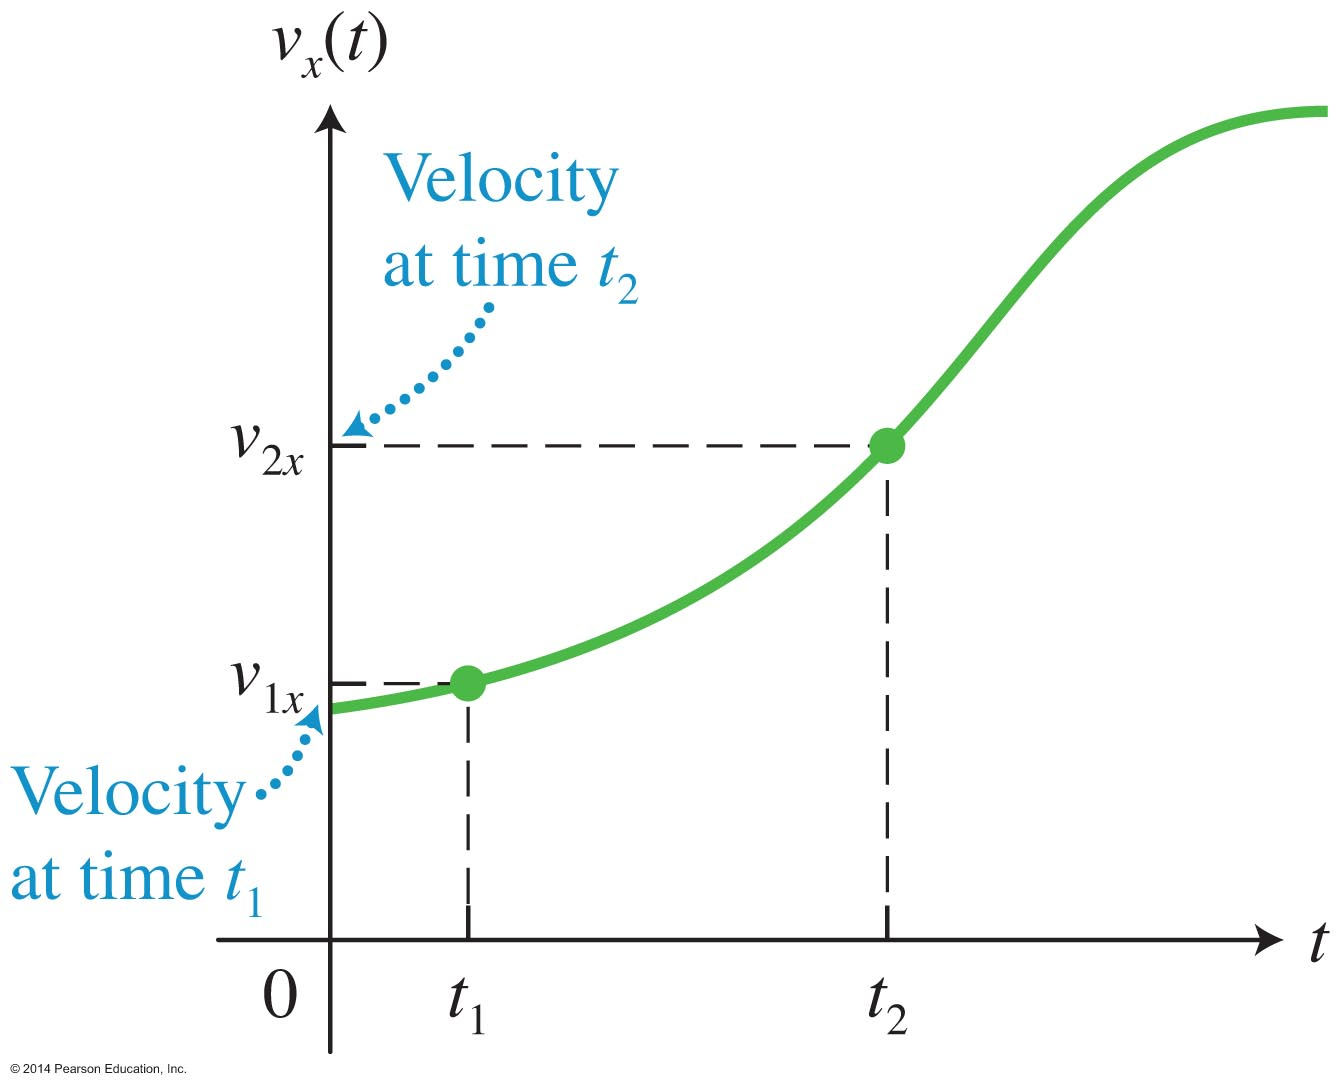 vₓ(t)
Velocity
at time t₂
v₂ₓ
v₁ₓ
Velocity
at time t₁
0
t₁
t₂
t
© 2014 Pearson Education, Inc.